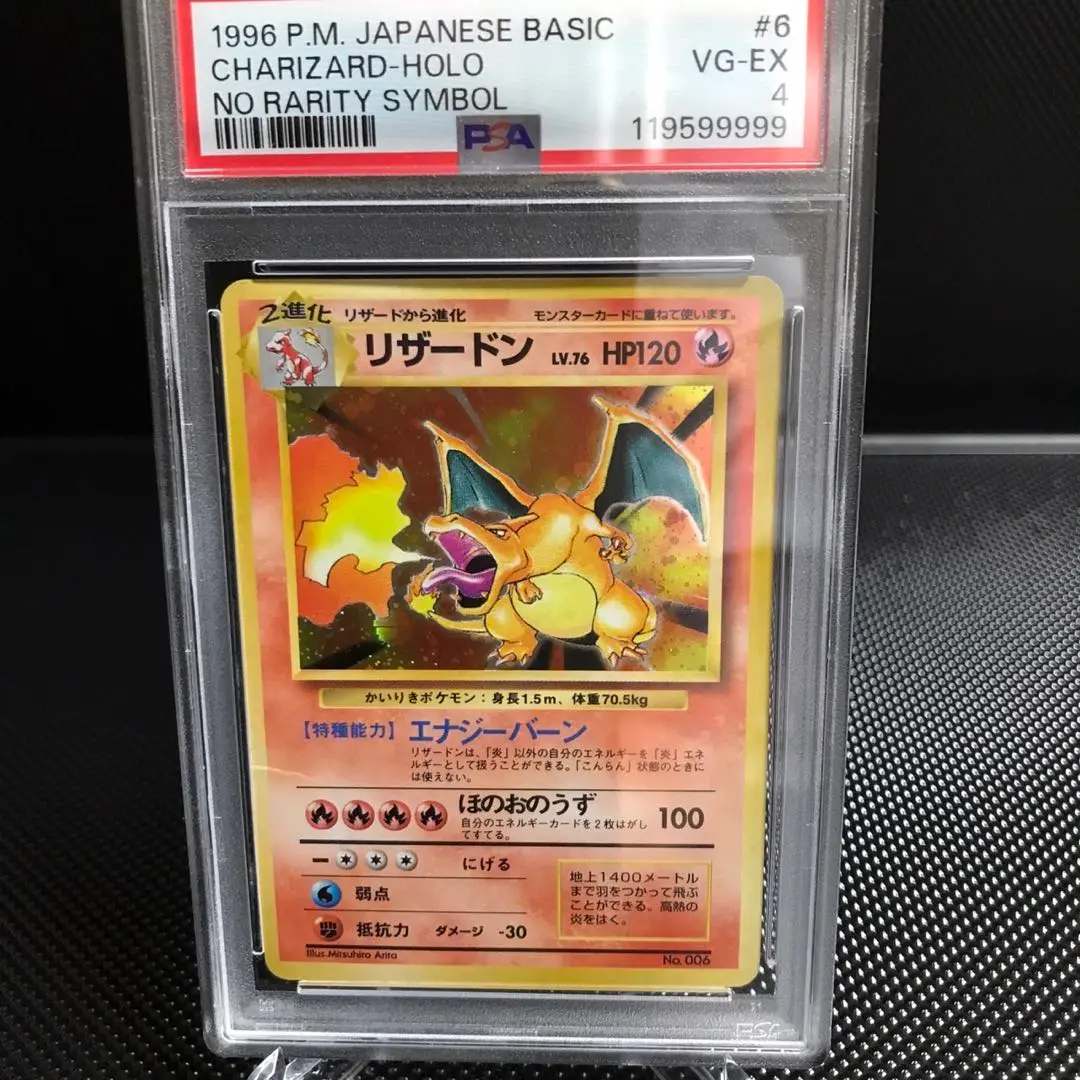 1996 P.M. JAPANESE BASIC #6
CHARIZARD-HOLO VG-EX
NO RARITY SYMBOL 4
PSA 119599999
2進化 リザードから進化 モンスターカードに重ねて使います。
リザードン LV.76 HP120
かいりきポケモン：身長1.5m、体重70.5kg
【特殊能力】 エナジーバーン
リザードンは、「炎」以外の自分のエネルギーを「炎」エネ
ルギーとして扱うことができる。「こんらん」状態のときに
は使えない。
ほのおのうず 100
自分のエネルギーカードを2枚はがし
てすてる。
にげる
弱点
抵抗力 ダメージ -30
地上1400メートル
まで羽をつかって飛ぶ
ことができる。高熱の
炎をはく。
Illus.Mitsuhiro Arita No. 006
PSA